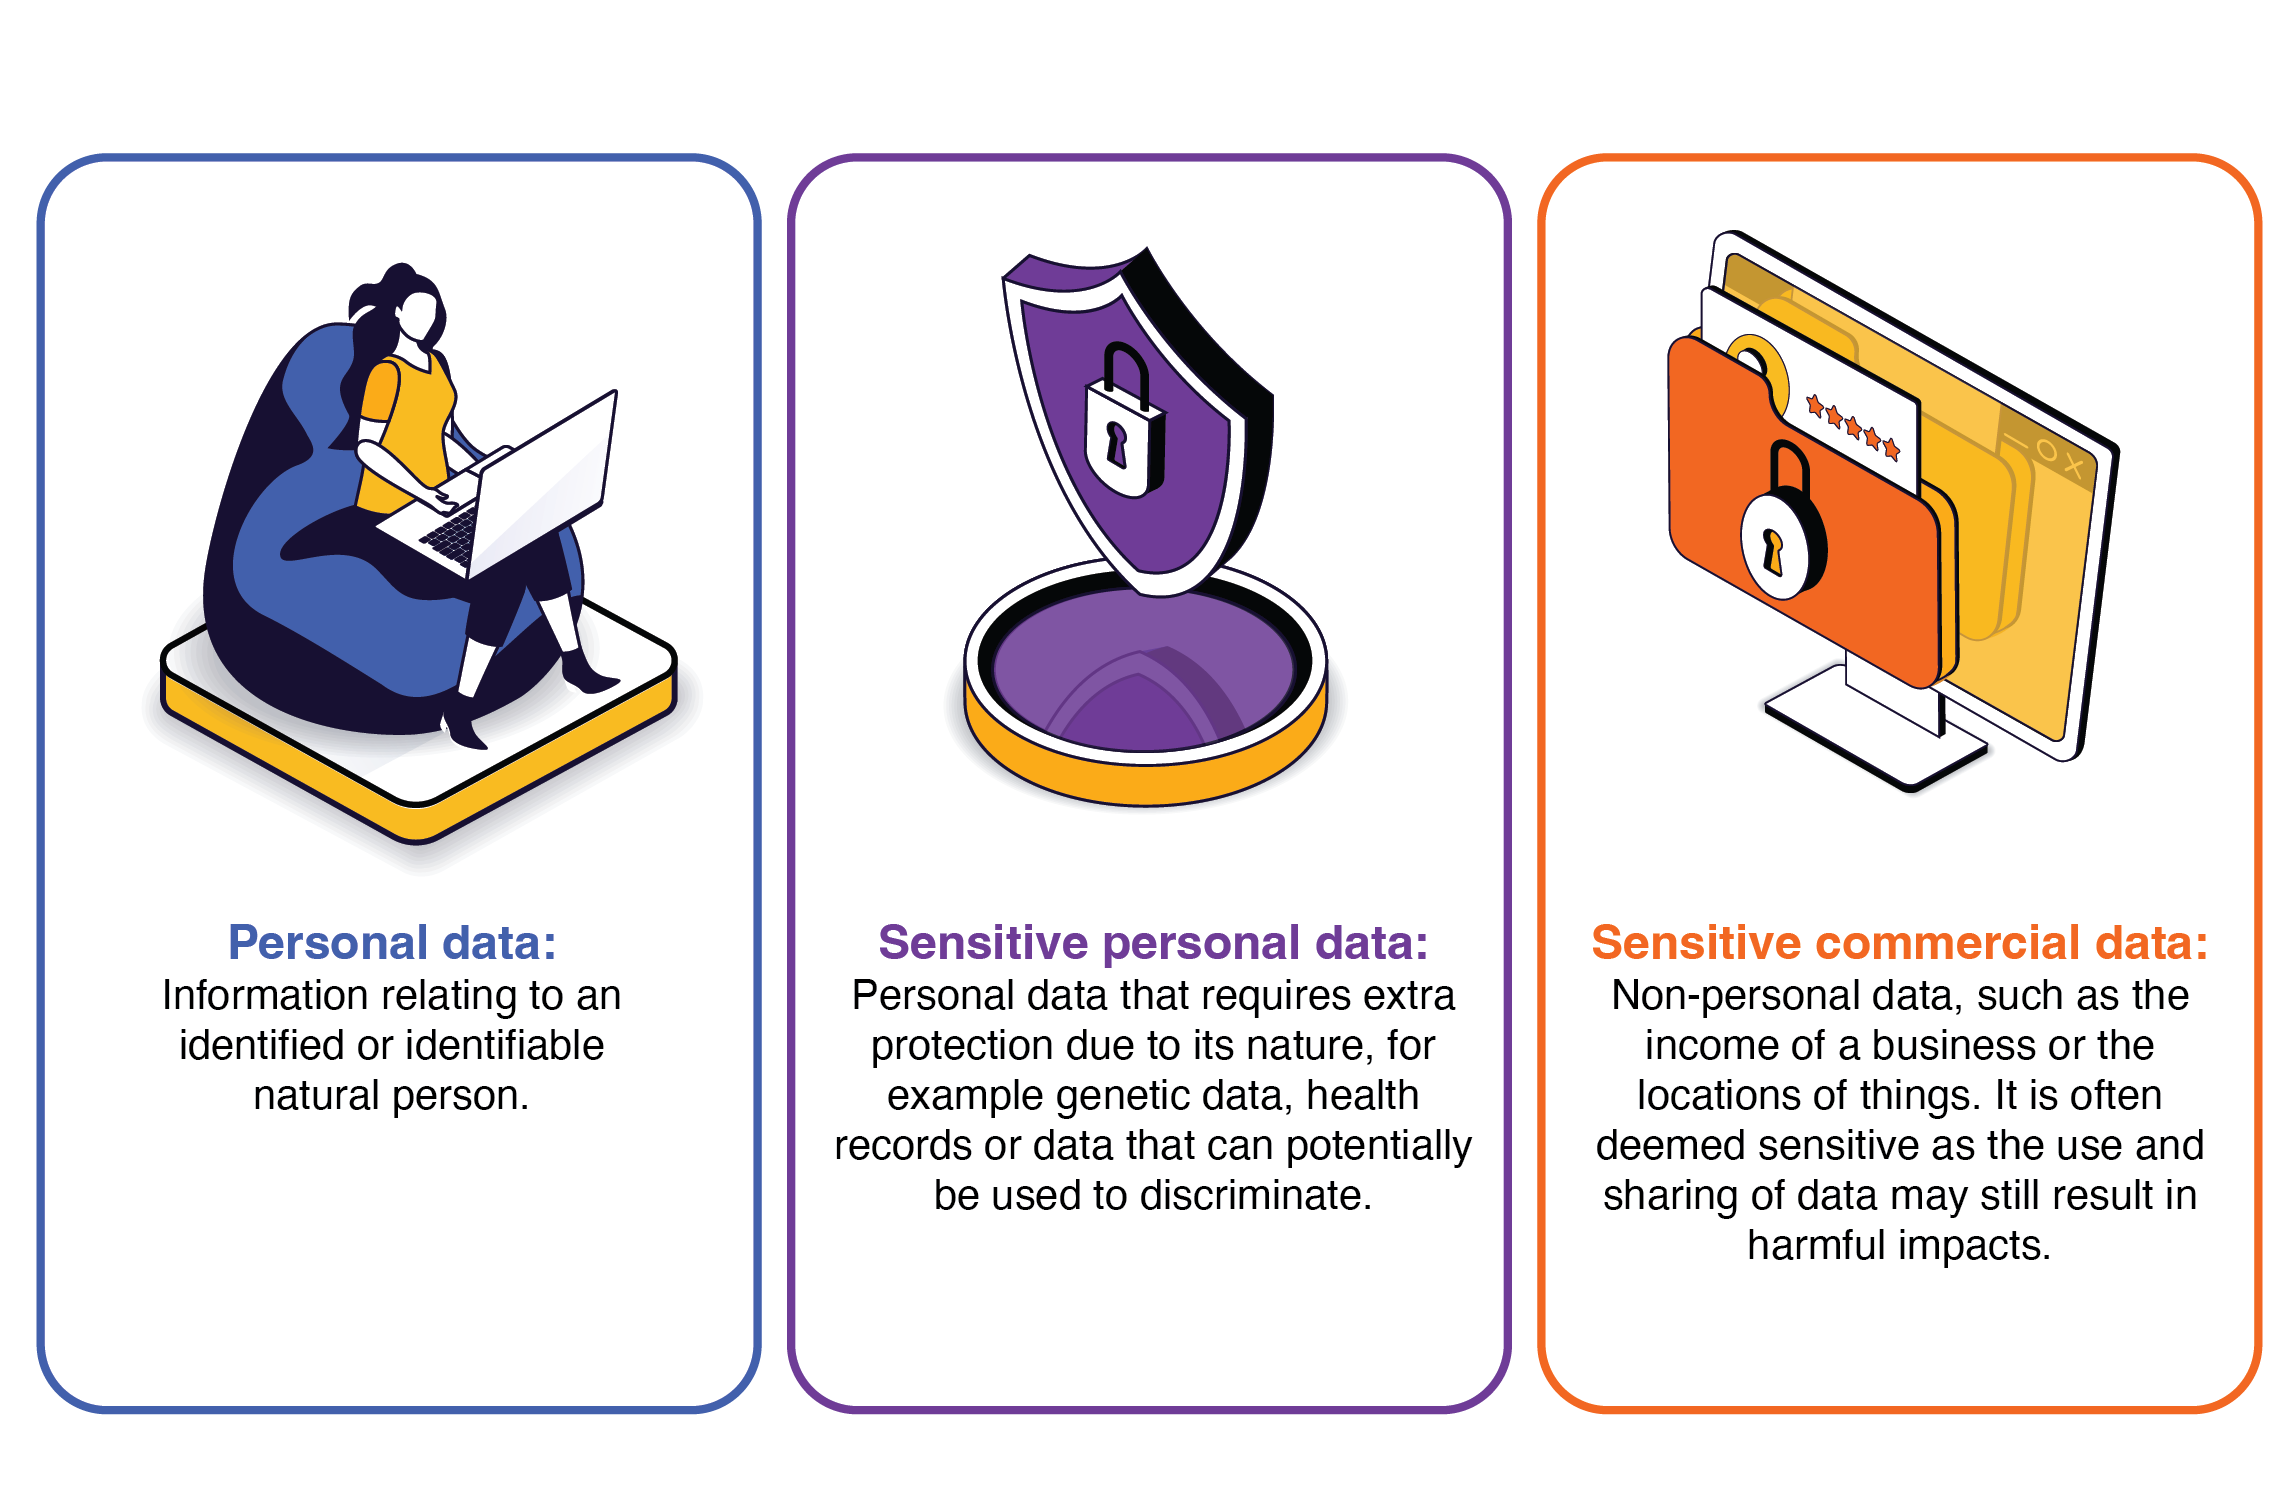 Personal data:
Information relating to an
identified or identifiable
natural person.
Sensitive personal data:
Personal data that requires extra
protection due to its nature, for
example genetic data, health
records or data that can potentially
be used to discriminate.
Sensitive commercial data:
Non-personal data, such as the
income of a business or the
locations of things. It is often
deemed sensitive as the use and
sharing of data may still result in
harmful impacts.